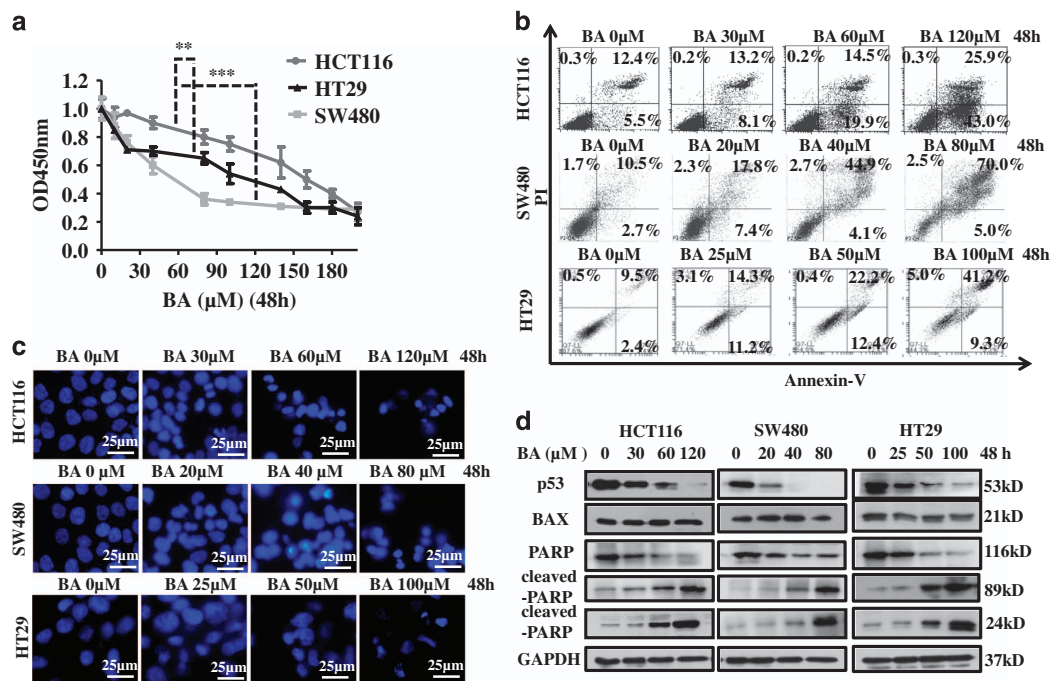 a
**
***
HCT116
HT29
SW480
1.2
1.0
0.8
0.6
0.4
0.2
0.0
OD450nm
0 30 60 90 120 150 180
BA (μM) (48h)
b
BA 0μM BA 30μM BA 60μM BA 120μM 48h
HCT116
0.3% 12.4% 0.2% 13.2% 0.2% 14.5% 0.3% 25.9%
5.5% 8.1% 19.9% 43.0%
BA 0μM BA 20μM BA 40μM BA 80μM 48h
SW480
PI
1.7% 10.5% 2.3% 17.8% 2.7% 44.9% 2.5% 70.0%
2.7% 7.4% 4.1% 5.0%
BA 0μM BA 25μM BA 50μM BA 100μM 48h
HT29
0.5% 9.5% 3.1% 14.3% 0.4% 22.2% 5.0% 41.2%
2.4% 11.2% 12.4% 9.3%
Annexin-V
c
BA 0μM BA 30μM BA 60μM BA 120μM 48h
HCT116
25μm 25μm 25μm 25μm
BA 0 μM BA 20μM BA 40 μM BA 80 μM 48h
SW480
25μm 25μm 25μm 25μm
BA 0μM BA 25μM BA 50μM BA 100μM 48h
HT29
25μm 25μm 25μm 25μm
d
HCT116 SW480 HT29
BA (μM) 0 30 60 120 0 20 40 80 0 25 50 100 48 h
p53 53kD
BAX 21kD
PARP 116kD
cleaved
-PARP 89kD
cleaved
-PARP 24kD
GAPDH 37kD